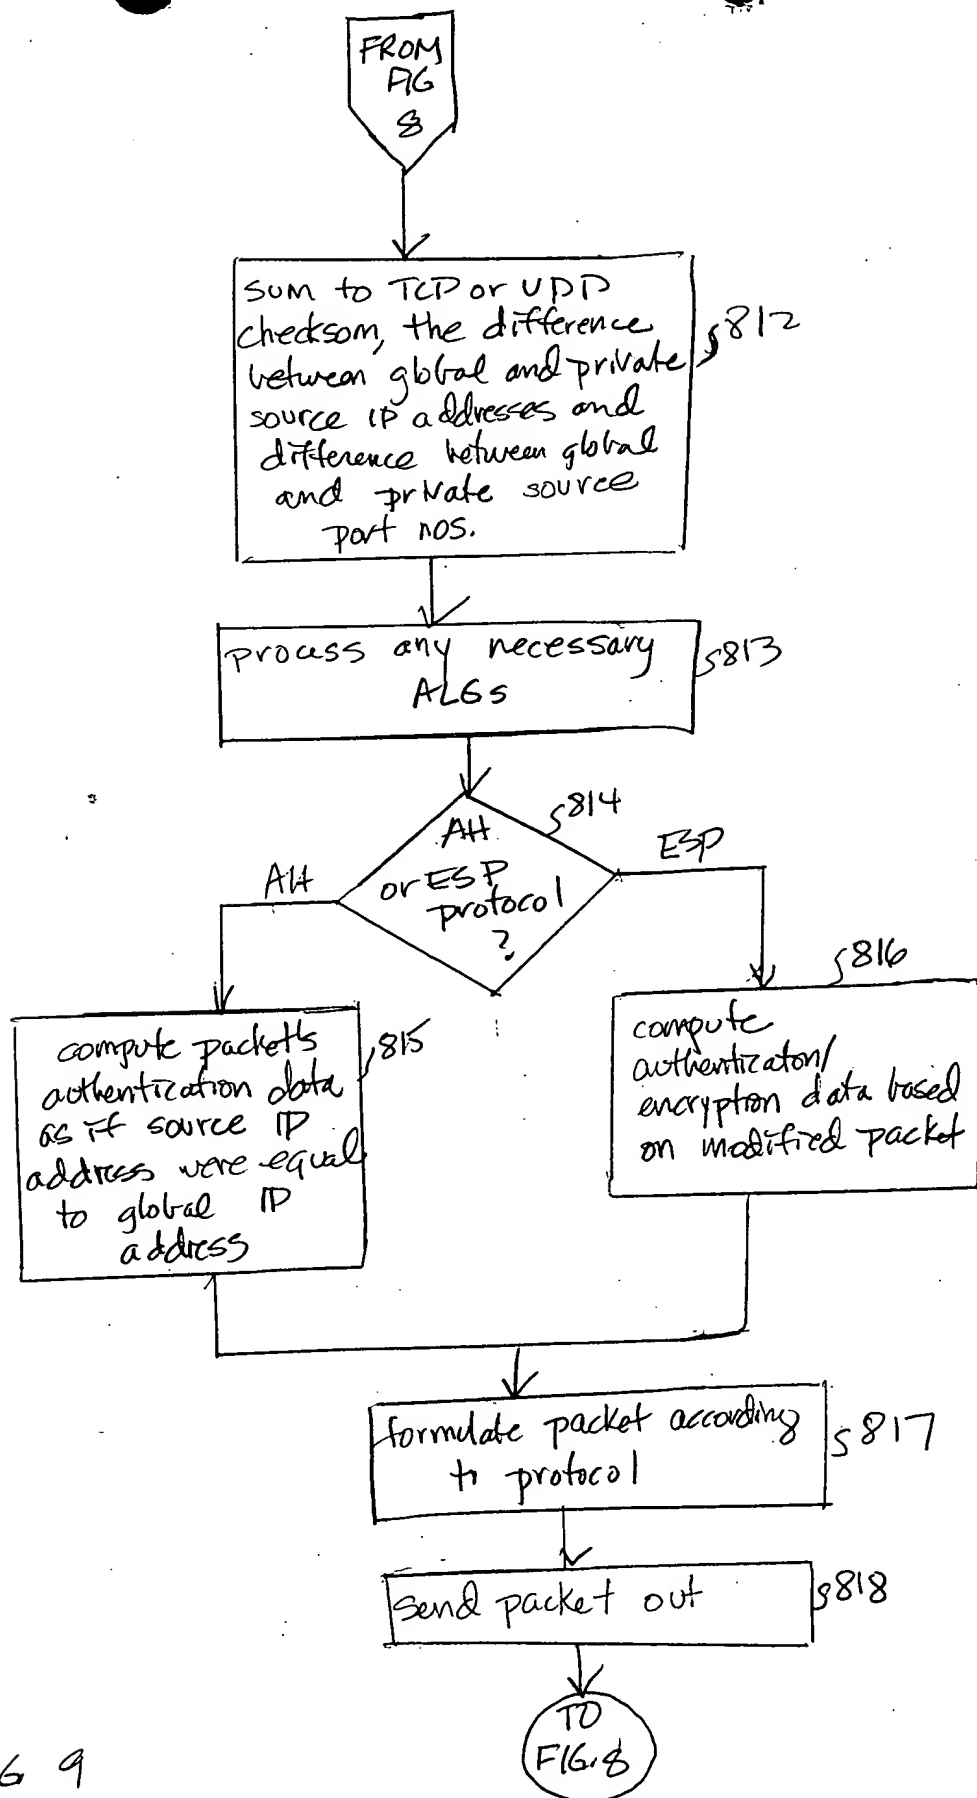 FROM
FIG
8
sum to TCP or UDP
checksom, the difference
between global and private
source IP addresses and
difference between global
and private source
port nos.
812
process any necessary
ALGs
813
AH
or ESP
protocol
?
814
AH
ESP
compute packet's
authentication data
as if source IP
address were equal
to global IP
address
815
compute
authenticaton/
encryption data based
on modified packet
816
formulate packet according
to protocol
817
send packet out
818
TO
FIG. 8
G 9